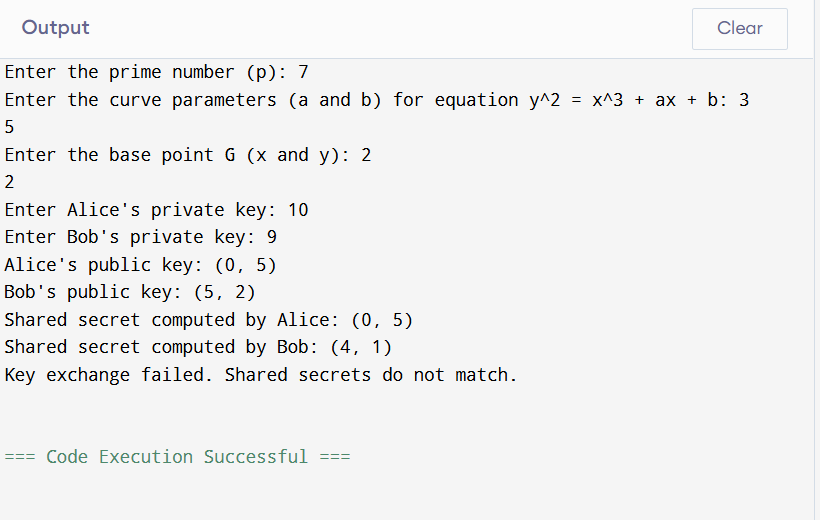 Output
Clear
Enter the prime number (p): 7
Enter the curve parameters (a and b) for equation y^2 = x^3 + ax + b: 3
5
Enter the base point G (x and y): 2
2
Enter Alice's private key: 10
Enter Bob's private key: 9
Alice's public key: (0, 5)
Bob's public key: (5, 2)
Shared secret computed by Alice: (0, 5)
Shared secret computed by Bob: (4, 1)
Key exchange failed. Shared secrets do not match.
=== Code Execution Successful ===